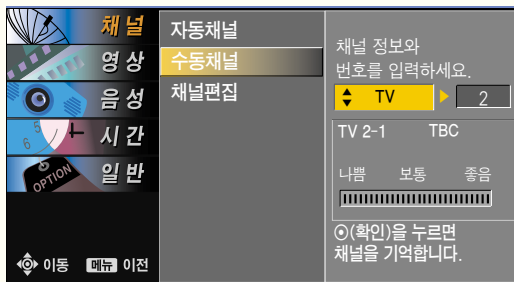 채널
영상
음성
시간
일반
이동 메뉴 이전
자동채널
수동채널
채널편집
채널 정보와
번호를 입력하세요.
TV 2
TV 2-1 TBC
나쁨 보통 좋음
⊙(확인)을 누르면
채널을 기억합니다.
5
6
OPTION